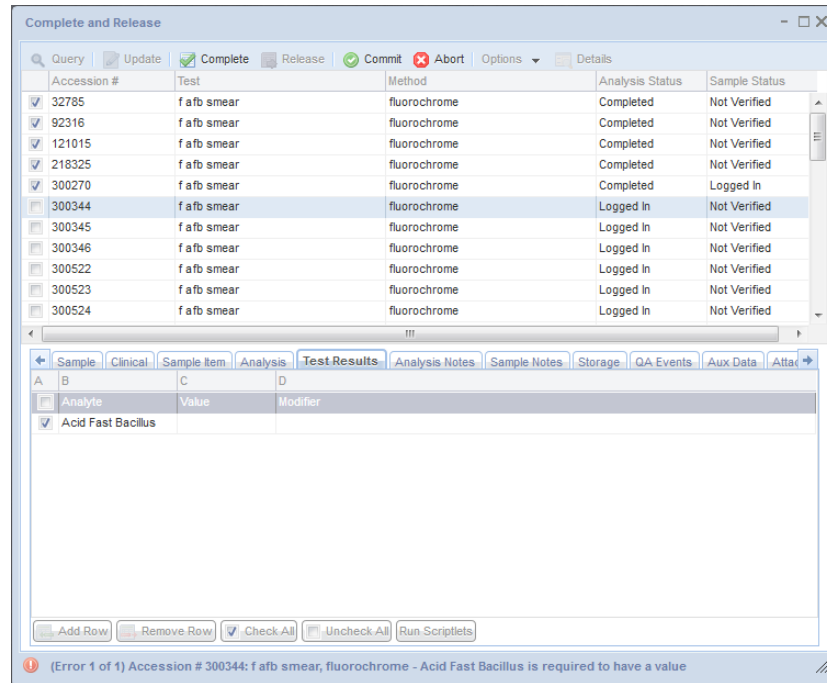 Complete and Release
Query Update Complete Release Commit Abort Options Details
Accession # Test Method Analysis Status Sample Status
32785 f afb smear fluorochrome Completed Not Verified
92316 f afb smear fluorochrome Completed Not Verified
121015 f afb smear fluorochrome Completed Not Verified
218325 f afb smear fluorochrome Completed Not Verified
300270 f afb smear fluorochrome Completed Logged In
300344 f afb smear fluorochrome Logged In Not Verified
300345 f afb smear fluorochrome Logged In Not Verified
300346 f afb smear fluorochrome Logged In Not Verified
300522 f afb smear fluorochrome Logged In Not Verified
300523 f afb smear fluorochrome Logged In Not Verified
300524 f afb smear fluorochrome Logged In Not Verified
Sample Clinical Sample Item Analysis Test Results Analysis Notes Sample Notes Storage QA Events Aux Data Attac
A B C D
Analyte Value Modifier
Acid Fast Bacillus
Add Row Remove Row Check All Uncheck All Run Scriptlets
(Error 1 of 1) Accession # 300344: f afb smear, fluorochrome - Acid Fast Bacillus is required to have a value